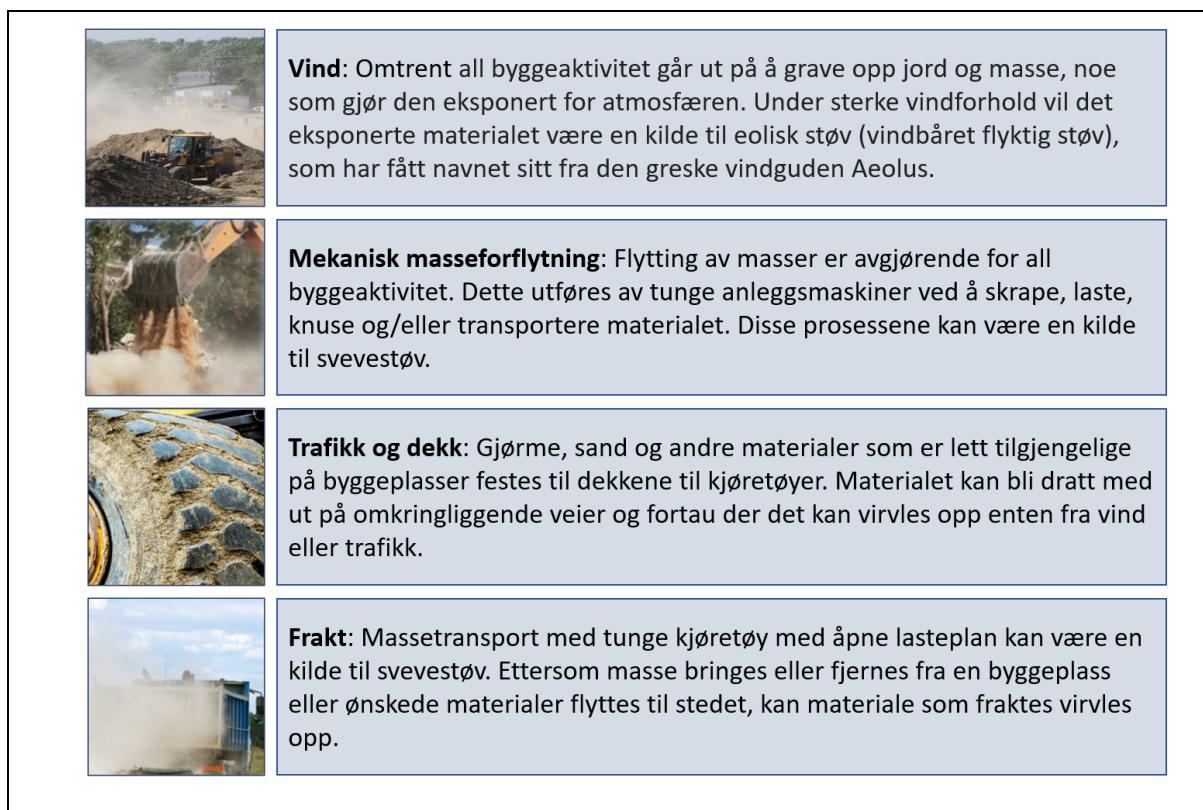 Vind: Omtrent all byggeaktivitet går ut på å grave opp jord og masse, noe
som gjør den eksponert for atmosfæren. Under sterke vindforhold vil det
eksponerte materialet være en kilde til eolisk støv (vindbåret flyktig støv),
som har fått navnet sitt fra den greske vindguden Aeolus.
Mekanisk masseforflytning: Flytting av masser er avgjørende for all
byggeaktivitet. Dette utføres av tunge anleggsmaskiner ved å skrape, laste,
knuse og/eller transportere materialet. Disse prosessene kan være en kilde
til svevestøv.
Trafikk og dekk: Gjørme, sand og andre materialer som er lett tilgjengelige
på byggeplasser festes til dekkene til kjøretøyer. Materialet kan bli dratt med
ut på omkringliggende veier og fortau der det kan virvles opp enten fra vind
eller trafikk.
Frakt: Massetransport med tunge kjøretøy med åpne lasteplan kan være en
kilde til svevestøv. Ettersom masse bringes eller fjernes fra en byggeplass
eller ønskede materialer flyttes til stedet, kan materiale som fraktes virvles
opp.